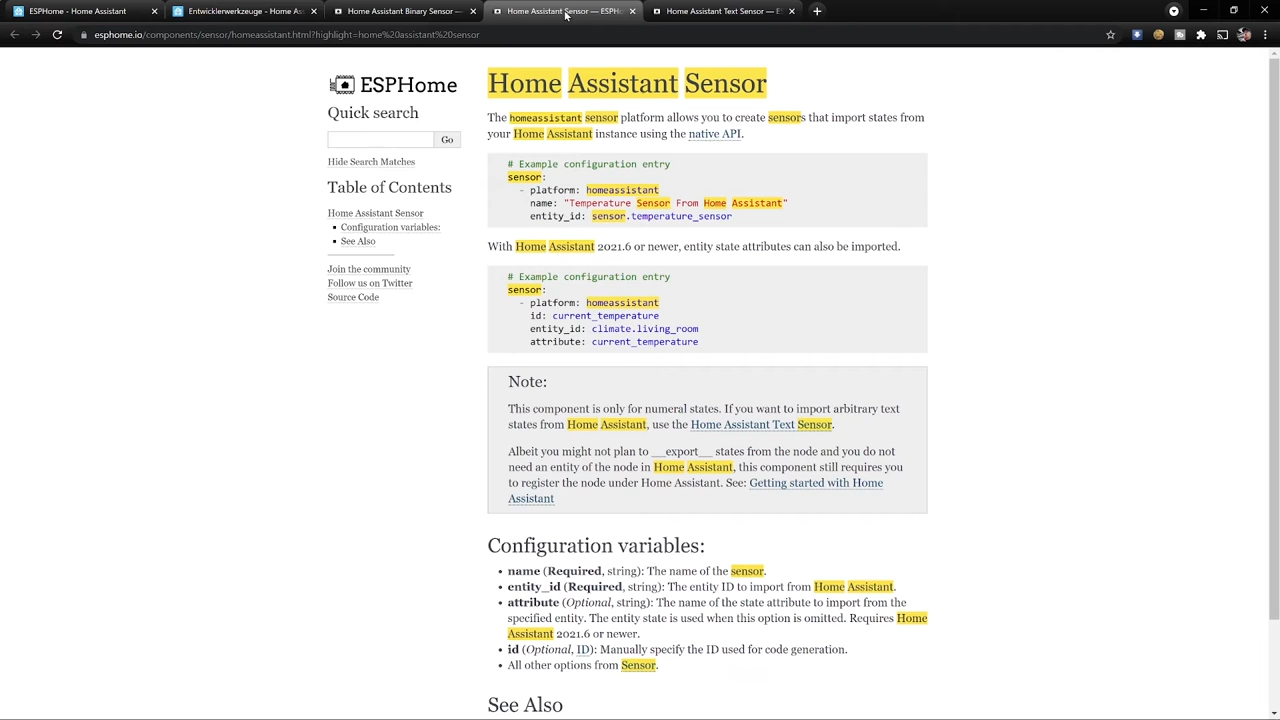 ESPHome - Home Assistant
Entwicklerwerkzeuge - Home As
Home Assistant Binary Sensor —
Home Assistant Sensor — ESPH
Home Assistant Text Sensor — E
esphome.io/components/sensor/homeassistant.html?highlight=home%20assistant%20sensor
ESPHome
Quick search
Go
Hide Search Matches
Table of Contents
Home Assistant Sensor
Configuration variables:
See Also
Join the community
Follow us on Twitter
Source Code
Home Assistant Sensor
The homeassistant sensor platform allows you to create sensors that import states from
your Home Assistant instance using the native API.
# Example configuration entry
sensor:
- platform: homeassistant
name: "Temperature Sensor From Home Assistant"
entity_id: sensor.temperature_sensor
With Home Assistant 2021.6 or newer, entity state attributes can also be imported.
# Example configuration entry
sensor:
- platform: homeassistant
id: current_temperature
entity_id: climate.living_room
attribute: current_temperature
Note:
This component is only for numeral states. If you want to import arbitrary text
states from Home Assistant, use the Home Assistant Text Sensor.
Albeit you might not plan to __export__ states from the node and you do not
need an entity of the node in Home Assistant, this component still requires you
to register the node under Home Assistant. See: Getting started with Home
Assistant
Configuration variables:
• name (Required, string): The name of the sensor.
• entity_id (Required, string): The entity ID to import from Home Assistant.
• attribute (Optional, string): The name of the state attribute to import from the
specified entity. The entity state is used when this option is omitted. Requires Home
Assistant 2021.6 or newer.
• id (Optional, ID): Manually specify the ID used for code generation.
• All other options from Sensor.
See Also